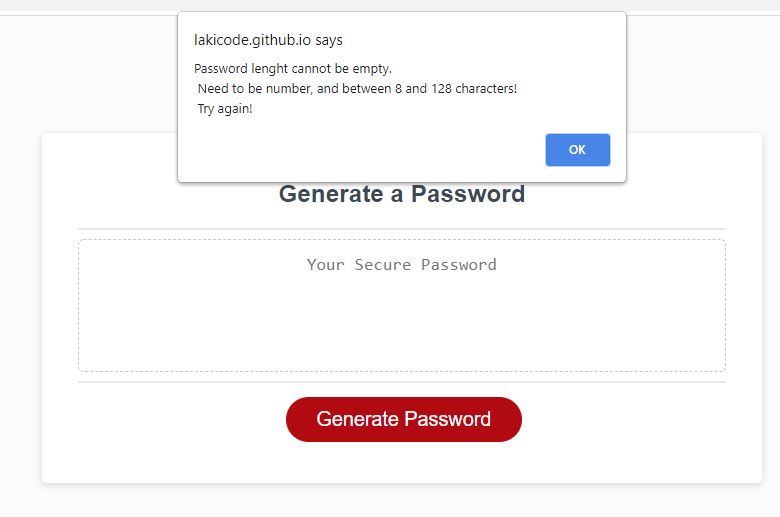 lakicode.github.io says
Password lenght cannot be empty.
Need to be number, and between 8 and 128 characters!
Try again!
OK
Generate a Password
Your Secure Password
Generate Password